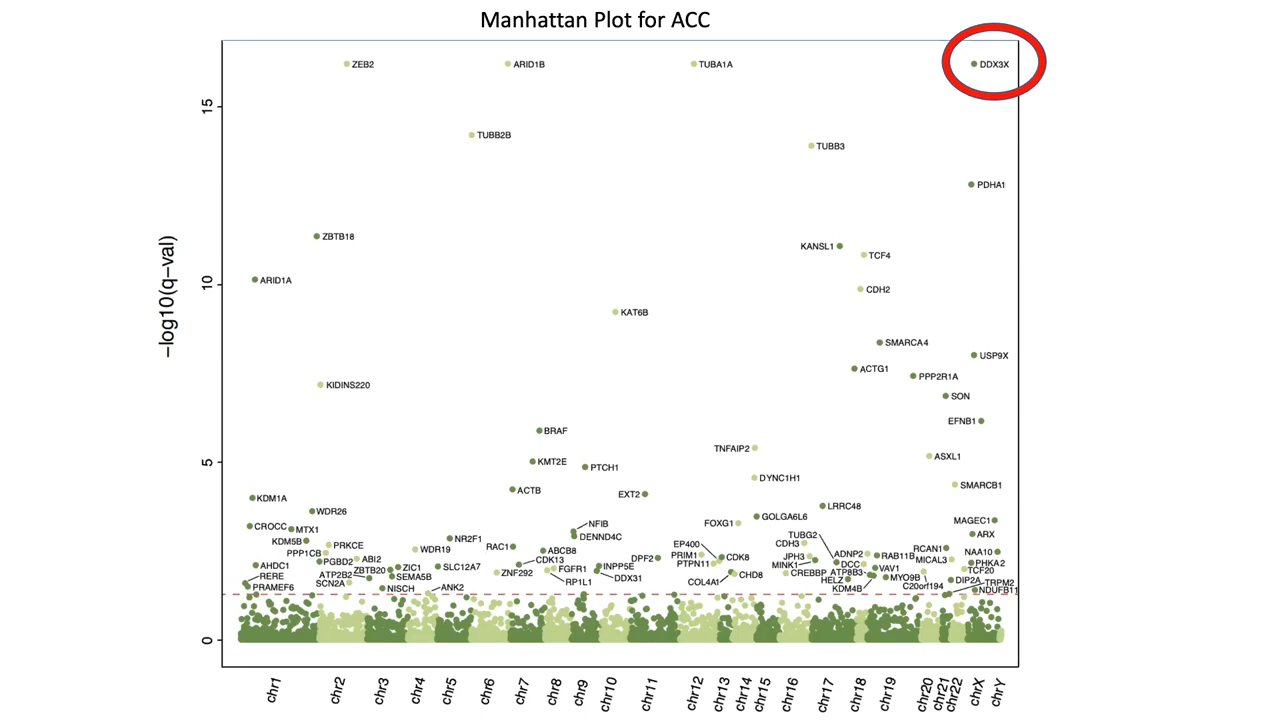 Manhattan Plot for ACC
ZEB2
ARID1B
TUBA1A
DDX3X
15
TUBB2B
TUBB3
PDHA1
ZBTB18
KANSL1
TCF4
ARID1A
10
CDH2
KAT6B
−log10(q−val)
SMARCA4
USP9X
ACTG1
PPP2R1A
KIDINS220
SON
EFNB1
BRAF
TNFAIP2
ASXL1
5
KMT2E
PTCH1
DYNC1H1
SMARCB1
ACTB
EXT2
KDM1A
LRRC48
WDR26
GOLGA6L6
MAGEC1
CROCC
MTX1
NFIB
FOXG1
DENND4C
TUBG2
ARX
KDM5B
NR2F1
PRKCE
RAC1
EP400
CDH3
RCAN1
PPP1CB
WDR19
ABCB8
PRIM1
CDK8
JPH3
ADNP2
RAB11B
NAA10
PGBD2
ABI2
CDK13
DPF2
PTPN11
MINK1
DCC
MICAL3
PHKA2
AHDC1
ZBTB20
ZIC1
SLC12A7
FGFR1
INPP5E
VAV1
TCF20
RERE
ATP2B2
SEMA5B
ZNF292
DDX31
COL4A1
CHD8
CREBBP
ATP8B3
MYO9B
DIP2A
TRPM2
SCN2A
RP1L1
HELZ
C20orf194
PRAMEF6
NISCH
ANK2
KDM4B
NDUFB11
0
chr1
chr2
chr3
chr4
chr5
chr6
chr7
chr8
chr9
chr10
chr11
chr12
chr13
chr14
chr15
chr16
chr17
chr18
chr19
chr20
chr21
chr22
chrX
chrY